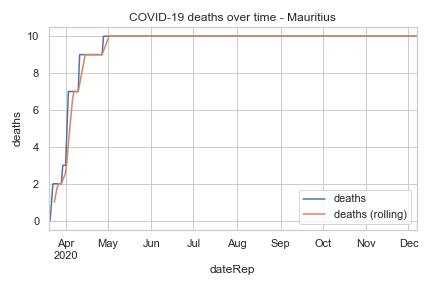 COVID-19 deaths over time - Mauritius
deaths
10
8
6
4
2
0
deaths
deaths (rolling)
Apr May Jun Jul Aug Sep Oct Nov Dec
2020
dateRep